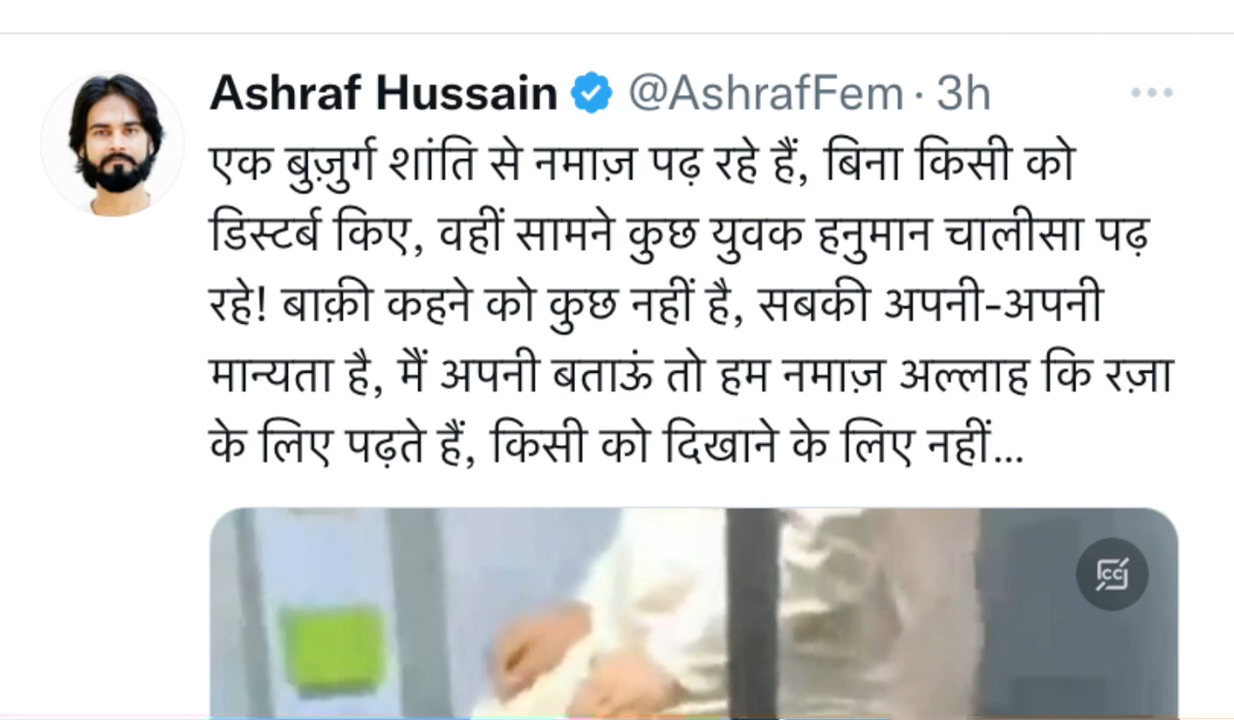 Ashraf Hussain @AshrafFem · 3h
एक बुज़ुर्ग शांति से नमाज़ पढ़ रहे हैं, बिना किसी को
डिस्टर्ब किए, वहीं सामने कुछ युवक हनुमान चालीसा पढ़
रहे! बाक़ी कहने को कुछ नहीं है, सबकी अपनी-अपनी
मान्यता है, मैं अपनी बताऊं तो हम नमाज़ अल्लाह कि रज़ा
के लिए पढ़ते हैं, किसी को दिखाने के लिए नहीं...
CC